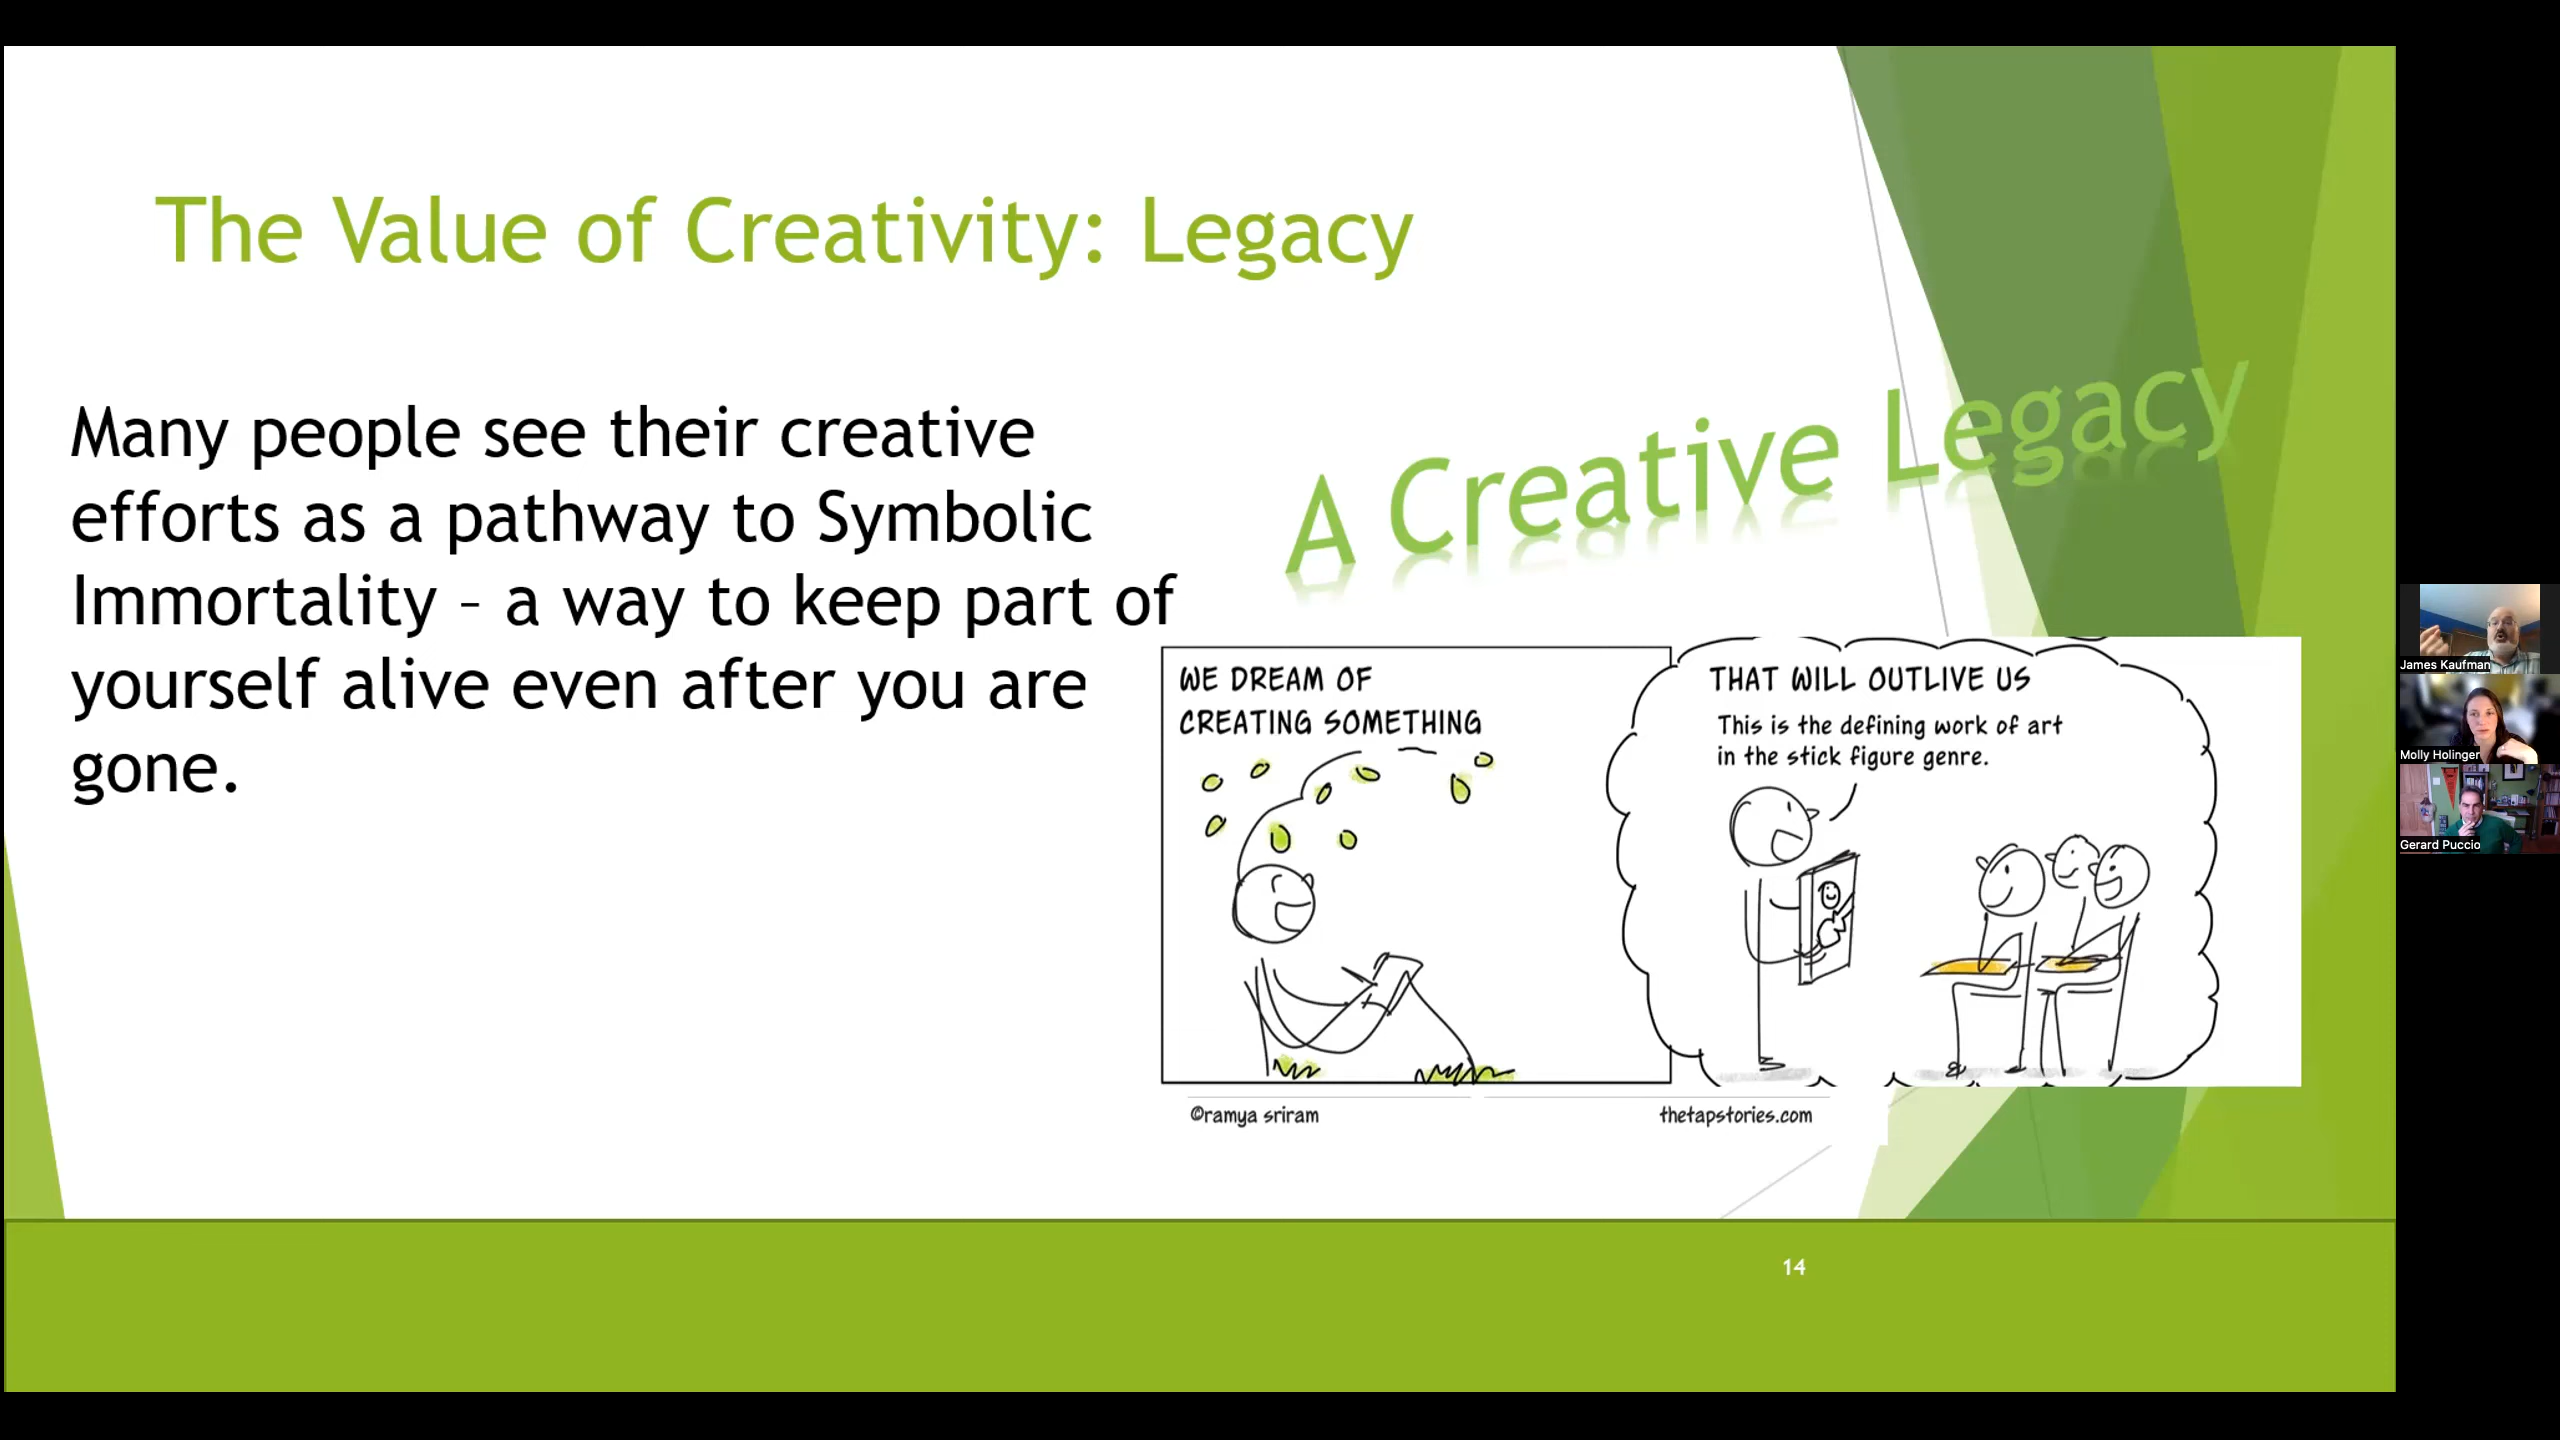 The Value of Creativity: Legacy
Many people see their creative
efforts as a pathway to Symbolic
Immortality – a way to keep part of
yourself alive even after you are
gone.
A Creative Legacy
WE DREAM OF
CREATING SOMETHING
THAT WILL OUTLIVE US
This is the defining work of art
in the stick figure genre.
©ramya sriram
thetapstories.com
14
James Kaufman
Molly Holinger
Gerard Puccio